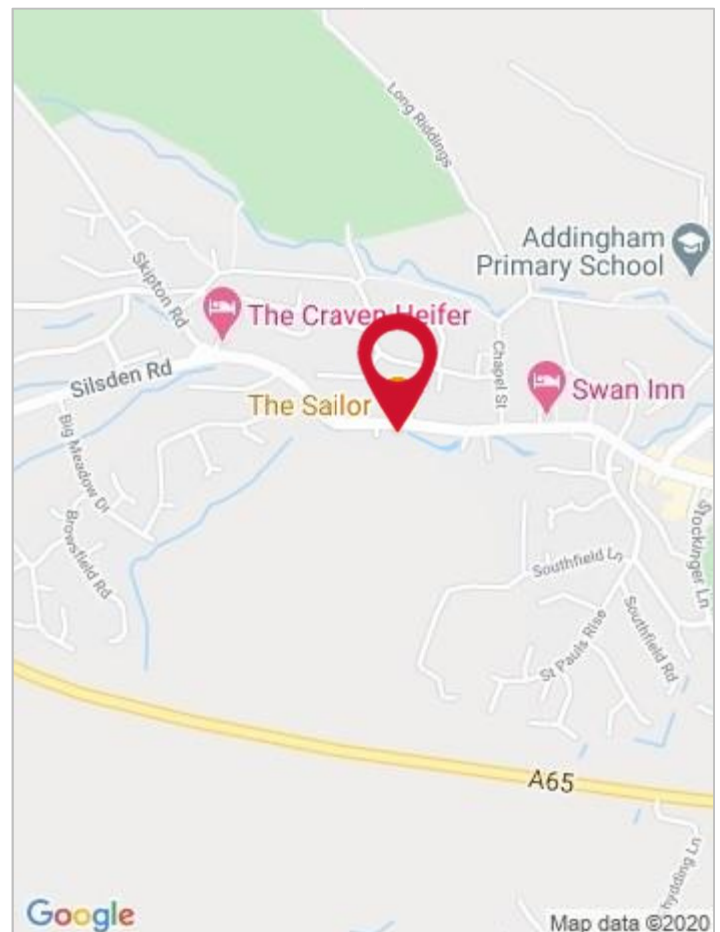 Long Riddings
Addingham
Primary School
Skipton Rd
The Craven Heifer
Chapel St
Silsden Rd
Swan Inn
The Sailor
Big Meadow Dr
Stockinger Ln
Browsfield Rd
Southfield Ln
Southfield Rd
St Pauls Rise
A65
Google
Map data ©2020